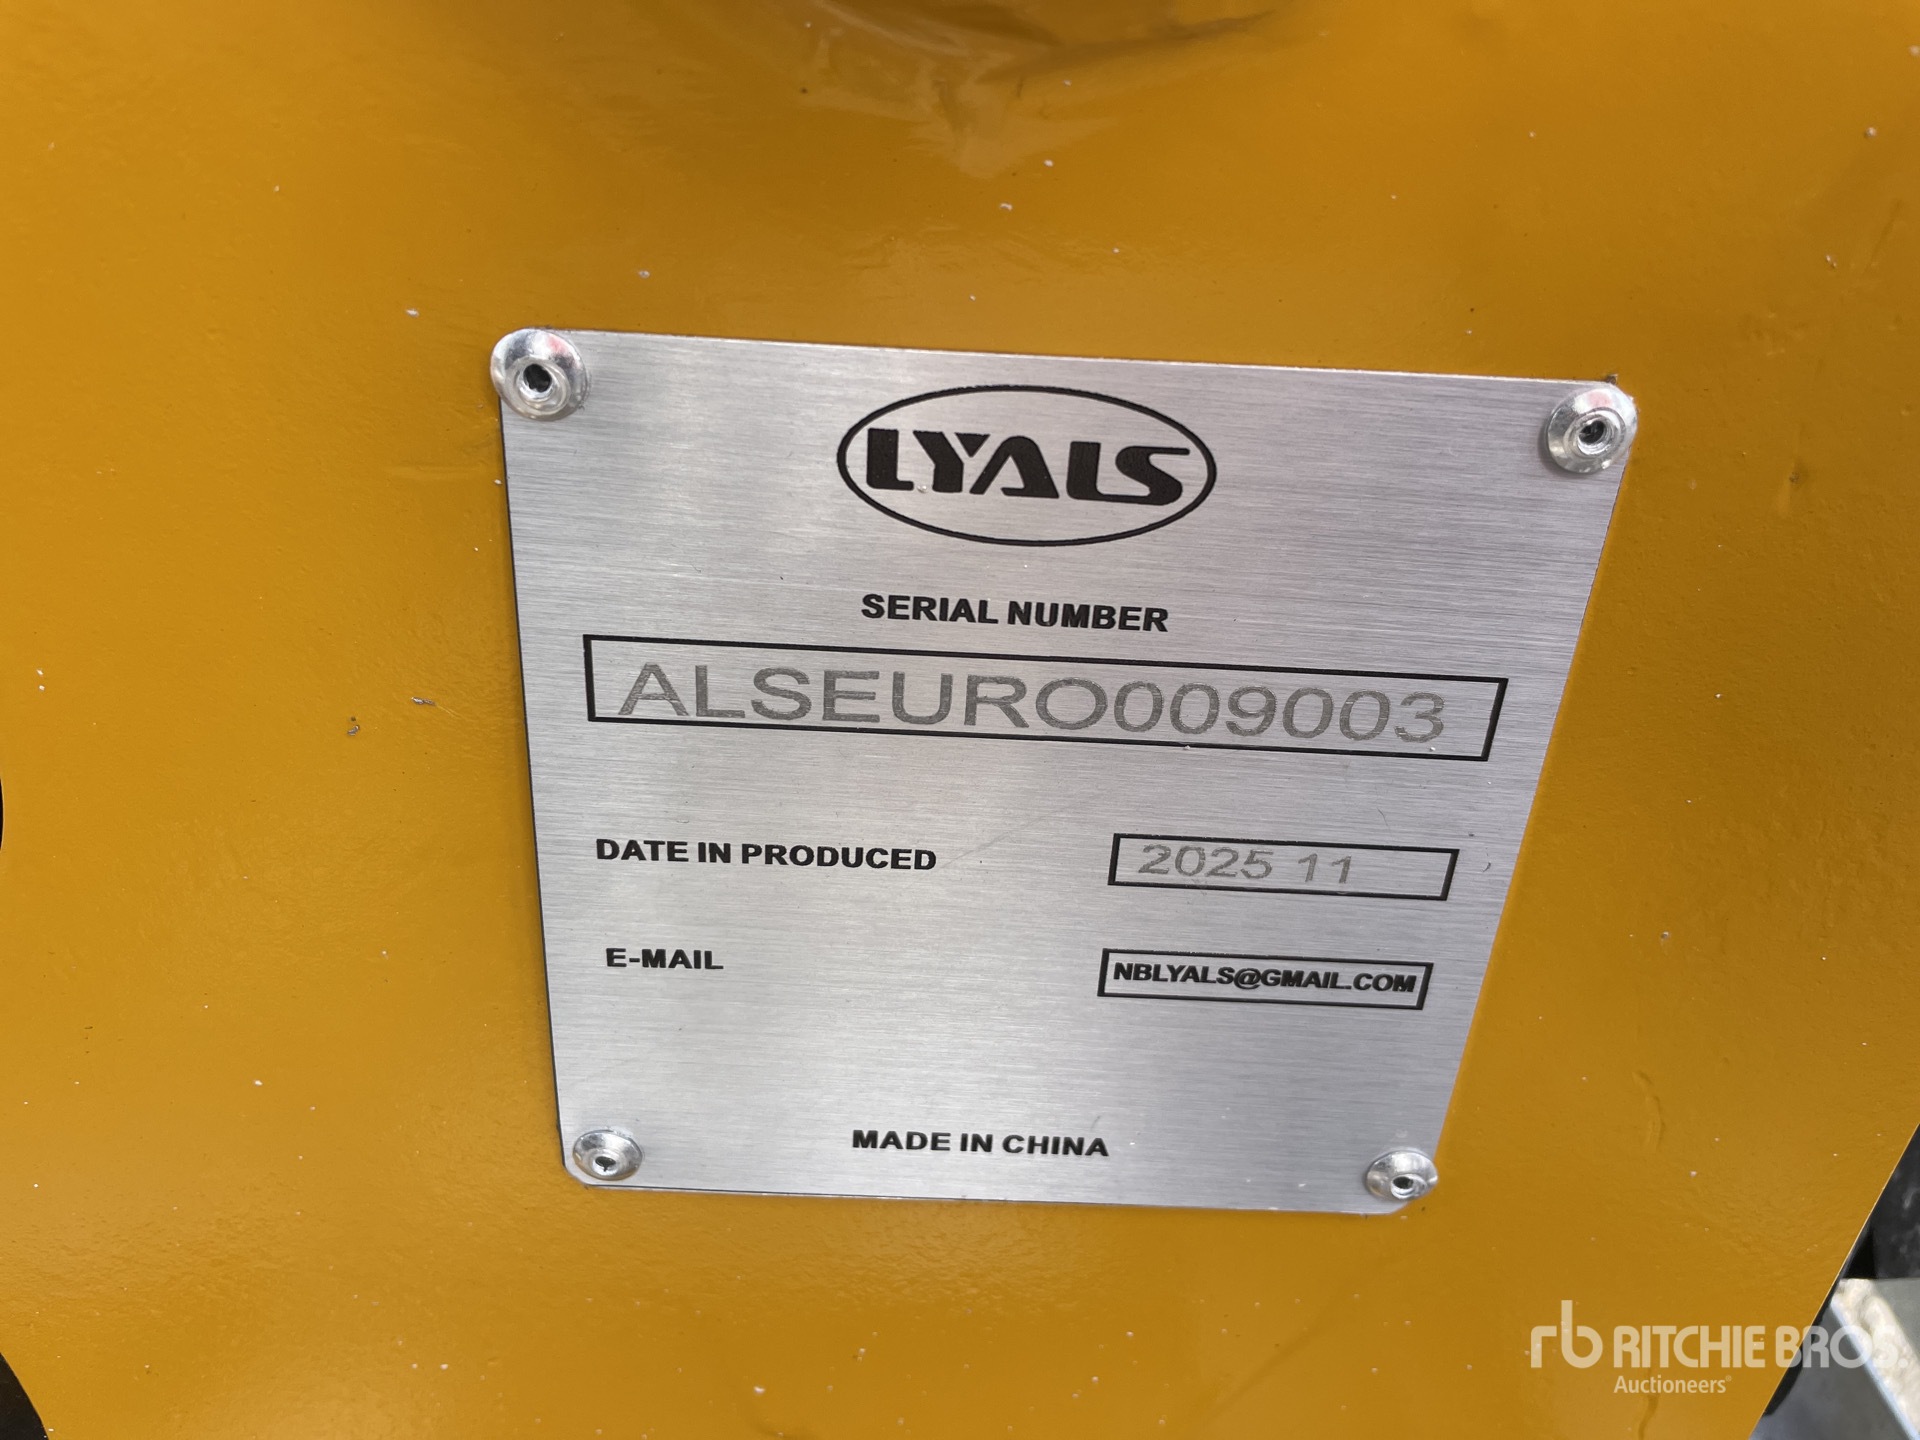 LYALS
SERIAL NUMBER
ALSEURO009003
DATE IN PRODUCED 2025 11
E-MAIL NBLYALS@GMAIL.COM
MADE IN CHINA
rb RITCHIE BROS.
Auctioneers